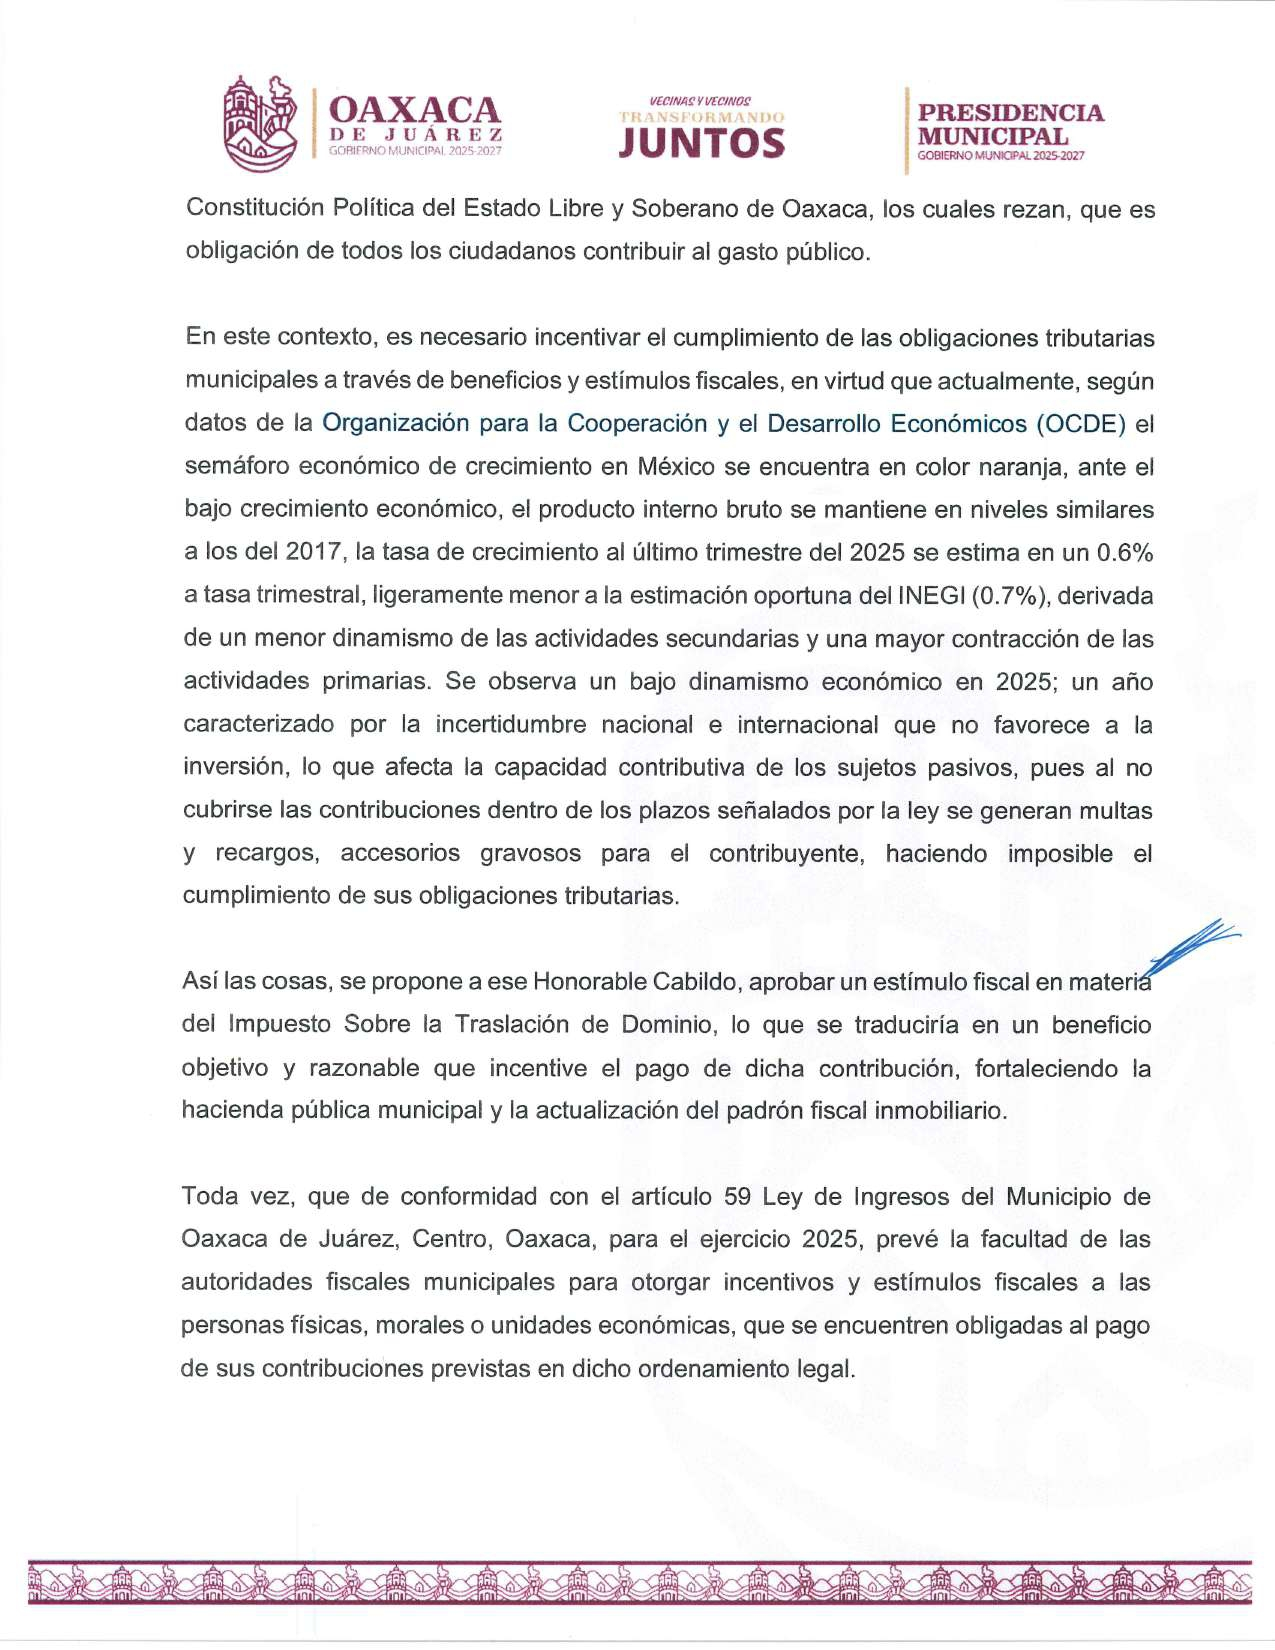 OAXACA
DE JUÁREZ
GOBIERNO MUNICIPAL 2025-2027
VECINAS Y VECINOS
TRANSFORMANDO
JUNTOS
PRESIDENCIA
MUNICIPAL
GOBIERNO MUNICIPAL 2025-2027
Constitución Política del Estado Libre y Soberano de Oaxaca, los cuales rezan, que es
obligación de todos los ciudadanos contribuir al gasto público.
En este contexto, es necesario incentivar el cumplimiento de las obligaciones tributarias
municipales a través de beneficios y estímulos fiscales, en virtud que actualmente, según
datos de la Organización para la Cooperación y el Desarrollo Económicos (OCDE) el
semáforo económico de crecimiento en México se encuentra en color naranja, ante el
bajo crecimiento económico, el producto interno bruto se mantiene en niveles similares
a los del 2017, la tasa de crecimiento al último trimestre del 2025 se estima en un 0.6%
a tasa trimestral, ligeramente menor a la estimación oportuna del INEGI (0.7%), derivada
de un menor dinamismo de las actividades secundarias y una mayor contracción de las
actividades primarias. Se observa un bajo dinamismo económico en 2025; un año
caracterizado por la incertidumbre nacional e internacional que no favorece a la
inversión, lo que afecta la capacidad contributiva de los sujetos pasivos, pues al no
cubrirse las contribuciones dentro de los plazos señalados por la ley se generan multas
y recargos, accesorios gravosos para el contribuyente, haciendo imposible el
cumplimiento de sus obligaciones tributarias.
Así las cosas, se propone a ese Honorable Cabildo, aprobar un estímulo fiscal en materia
del Impuesto Sobre la Traslación de Dominio, lo que se traduciría en un beneficio
objetivo y razonable que incentive el pago de dicha contribución, fortaleciendo la
hacienda pública municipal y la actualización del padrón fiscal inmobiliario.
Toda vez, que de conformidad con el artículo 59 Ley de Ingresos del Municipio de
Oaxaca de Juárez, Centro, Oaxaca, para el ejercicio 2025, prevé la facultad de las
autoridades fiscales municipales para otorgar incentivos y estímulos fiscales a las
personas físicas, morales o unidades económicas, que se encuentren obligadas al pago
de sus contribuciones previstas en dicho ordenamiento legal.